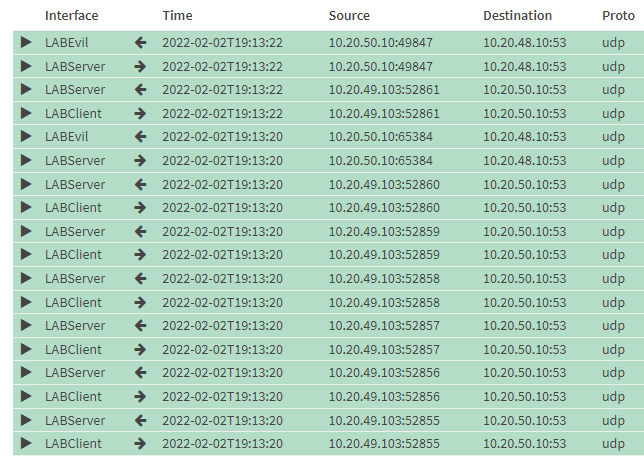 Interface Time Source Destination Proto
LABEvil 2022-02-02T19:13:22 10.20.50.10:49847 10.20.48.10:53 udp
LABServer 2022-02-02T19:13:22 10.20.50.10:49847 10.20.48.10:53 udp
LABServer 2022-02-02T19:13:22 10.20.49.103:52861 10.20.50.10:53 udp
LABClient 2022-02-02T19:13:22 10.20.49.103:52861 10.20.50.10:53 udp
LABEvil 2022-02-02T19:13:20 10.20.50.10:65384 10.20.48.10:53 udp
LABServer 2022-02-02T19:13:20 10.20.50.10:65384 10.20.48.10:53 udp
LABServer 2022-02-02T19:13:20 10.20.49.103:52860 10.20.50.10:53 udp
LABClient 2022-02-02T19:13:20 10.20.49.103:52860 10.20.50.10:53 udp
LABServer 2022-02-02T19:13:20 10.20.49.103:52859 10.20.50.10:53 udp
LABClient 2022-02-02T19:13:20 10.20.49.103:52859 10.20.50.10:53 udp
LABServer 2022-02-02T19:13:20 10.20.49.103:52858 10.20.50.10:53 udp
LABClient 2022-02-02T19:13:20 10.20.49.103:52858 10.20.50.10:53 udp
LABServer 2022-02-02T19:13:20 10.20.49.103:52857 10.20.50.10:53 udp
LABClient 2022-02-02T19:13:20 10.20.49.103:52857 10.20.50.10:53 udp
LABServer 2022-02-02T19:13:20 10.20.49.103:52856 10.20.50.10:53 udp
LABClient 2022-02-02T19:13:20 10.20.49.103:52856 10.20.50.10:53 udp
LABServer 2022-02-02T19:13:20 10.20.49.103:52855 10.20.50.10:53 udp
LABClient 2022-02-02T19:13:20 10.20.49.103:52855 10.20.50.10:53 udp